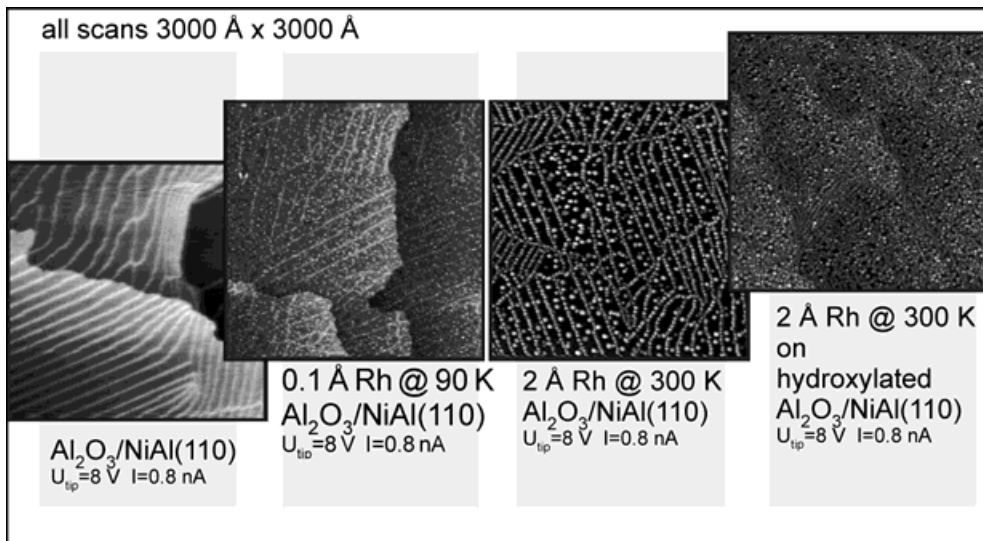 all scans 3000 Å x 3000 Å
Al₂O₃/NiAl(110)
Uₜᵢₚ=8 V I=0.8 nA
0.1 Å Rh @ 90 K
Al₂O₃/NiAl(110)
Uₜᵢₚ=8 V I=0.8 nA
2 Å Rh @ 300 K
Al₂O₃/NiAl(110)
Uₜᵢₚ=8 V I=0.8 nA
2 Å Rh @ 300 K
on
hydroxylated
Al₂O₃/NiAl(110)
Uₜᵢₚ=8 V I=0.8 nA